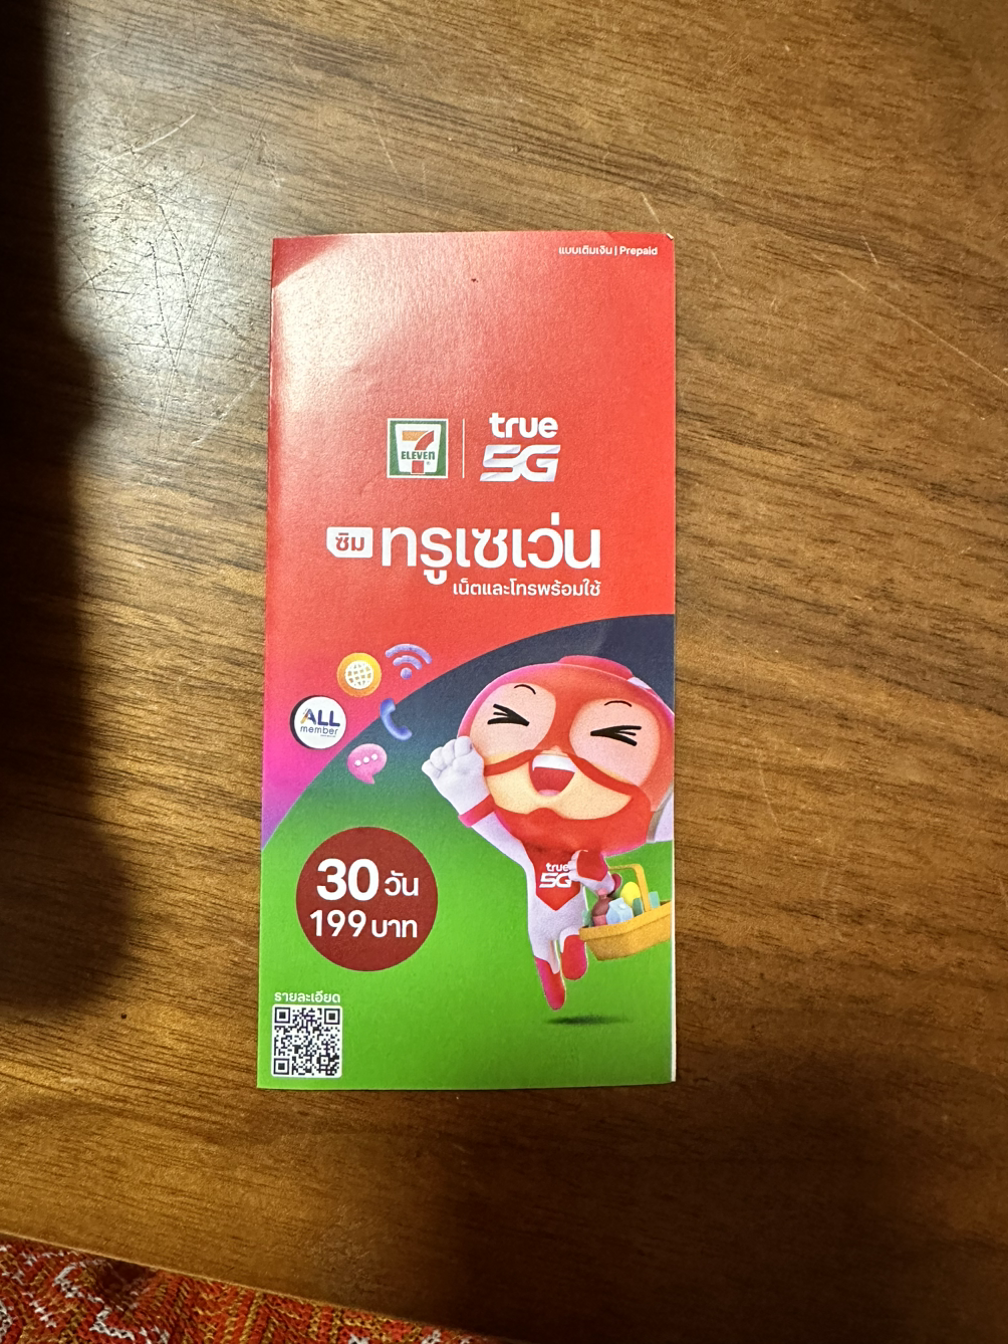 แบบเติมเงิน | Prepaid
7
ELEVEN
true
5G
ซิม ทรูเซเว่น
เน็ตและโทรพร้อมใช้
ALL
member
true
5G
30 วัน
199 บาท
รายละเอียด